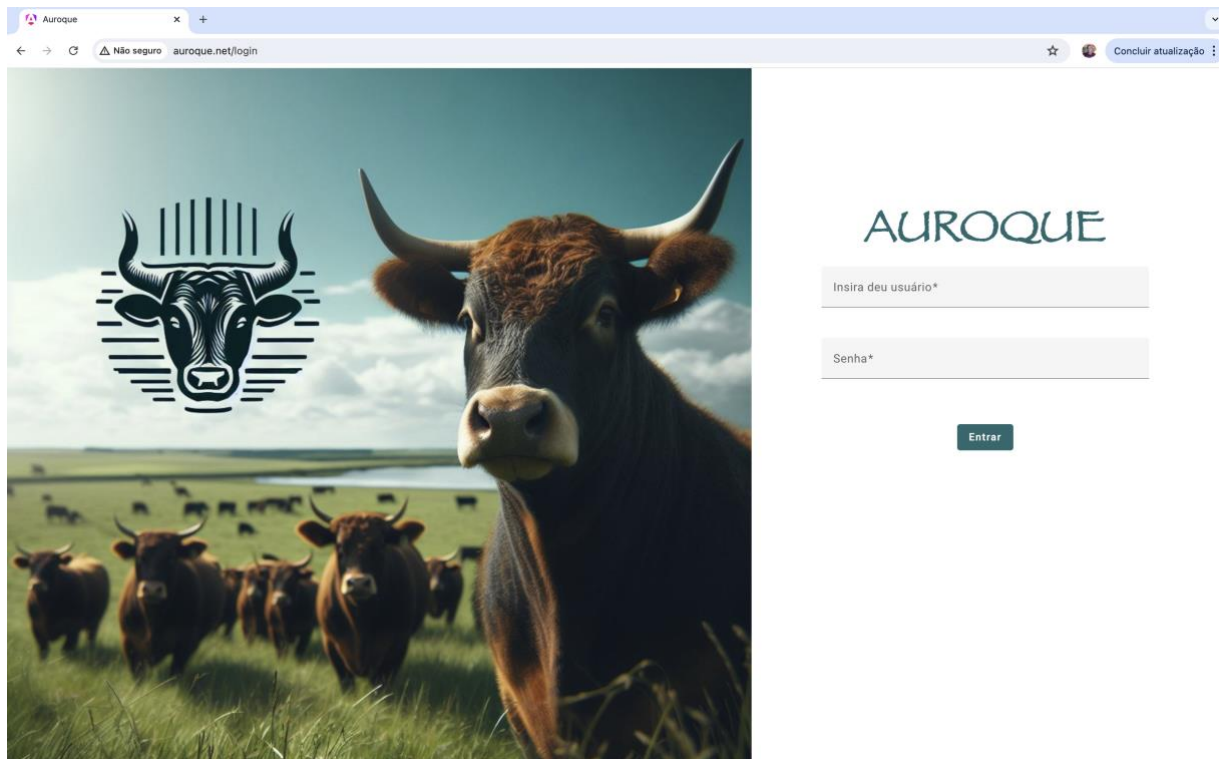 Auroque
Não seguro auroque.net/login
Concluir atualização
AUROQUE
Insira deu usuário*
Senha*
Entrar